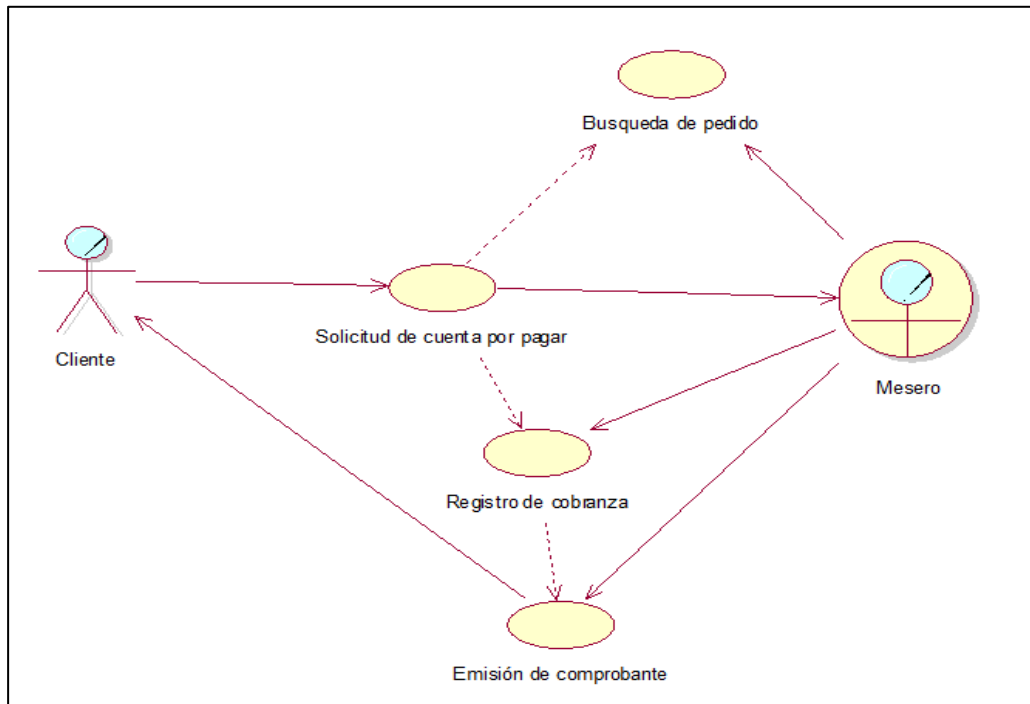 Busqueda de pedido
Solicitud de cuenta por pagar
Cliente
Mesero
Registro de cobranza
Emisión de comprobante